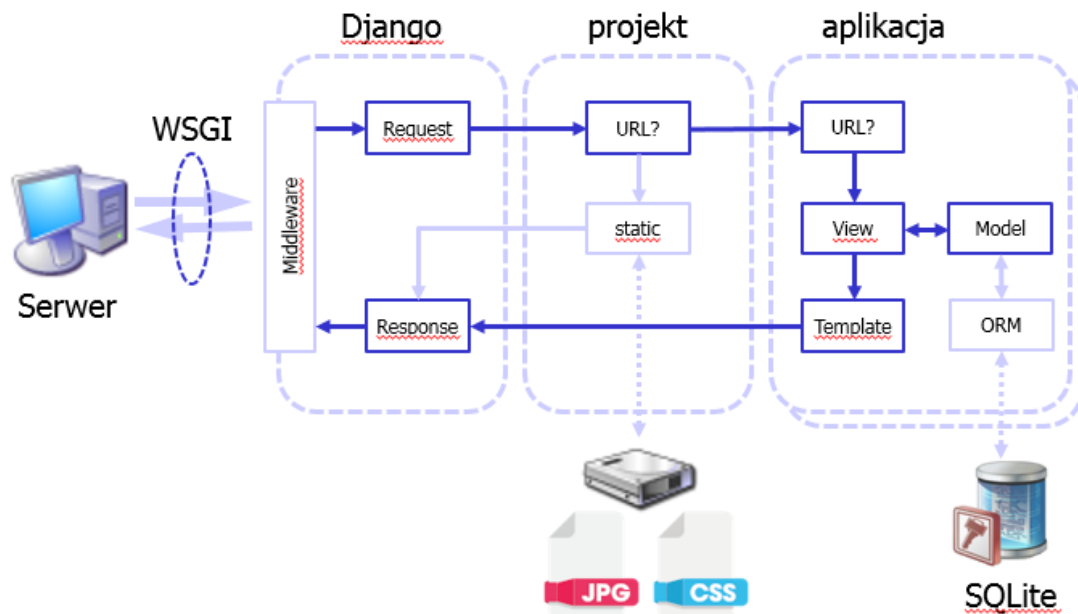 Django
projekt
aplikacja
WSGI
Serwer
Middleware
Request
URL?
URL?
static
View
Model
Response
Template
ORM
JPG
CSS
SQLite